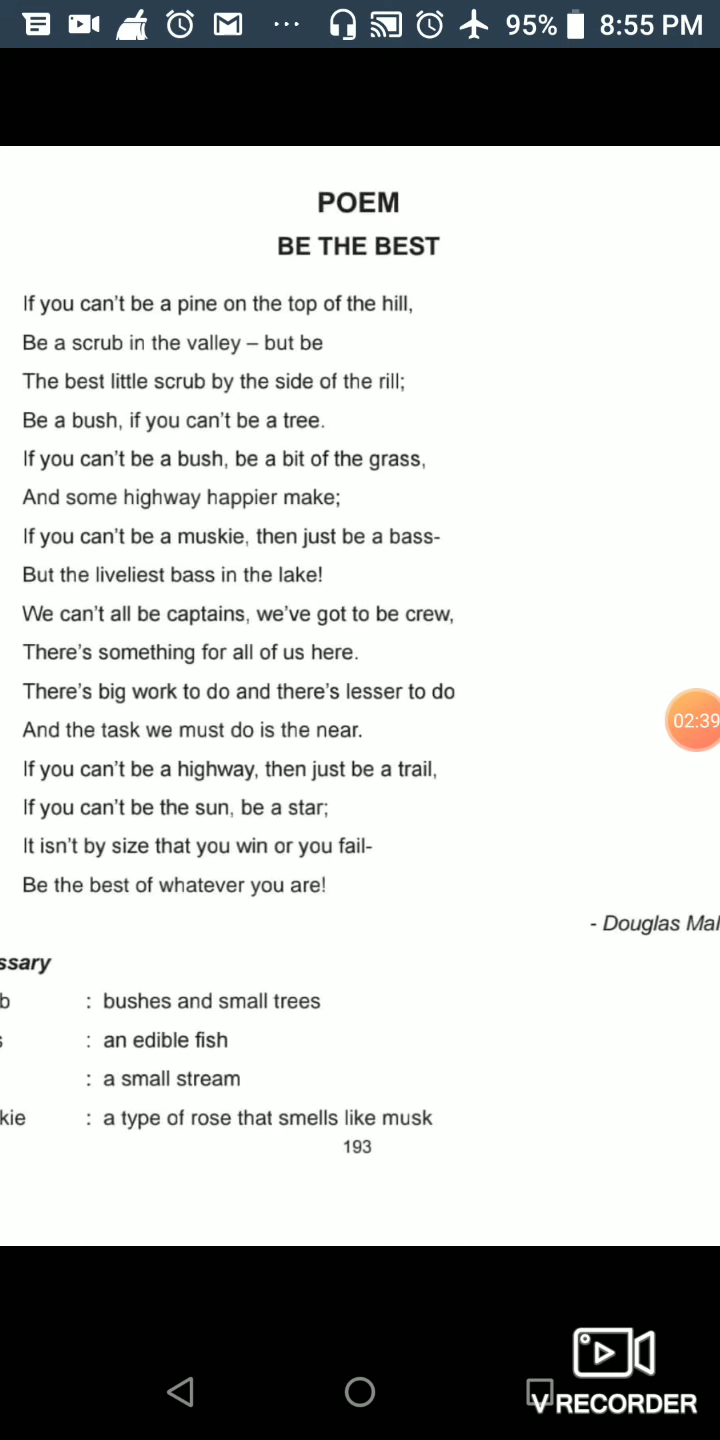 95% 8:55 PM
POEM
BE THE BEST
If you can't be a pine on the top of the hill,
Be a scrub in the valley – but be
The best little scrub by the side of the rill;
Be a bush, if you can't be a tree.
If you can't be a bush, be a bit of the grass,
And some highway happier make;
If you can't be a muskie, then just be a bass-
But the liveliest bass in the lake!
We can't all be captains, we've got to be crew,
There's something for all of us here.
There's big work to do and there's lesser to do
And the task we must do is the near.
02:39
If you can't be a highway, then just be a trail,
If you can't be the sun, be a star;
It isn't by size that you win or you fail-
Be the best of whatever you are!
- Douglas Mal
ssary
b : bushes and small trees
s : an edible fish
: a small stream
kie : a type of rose that smells like musk
193
V RECORDER